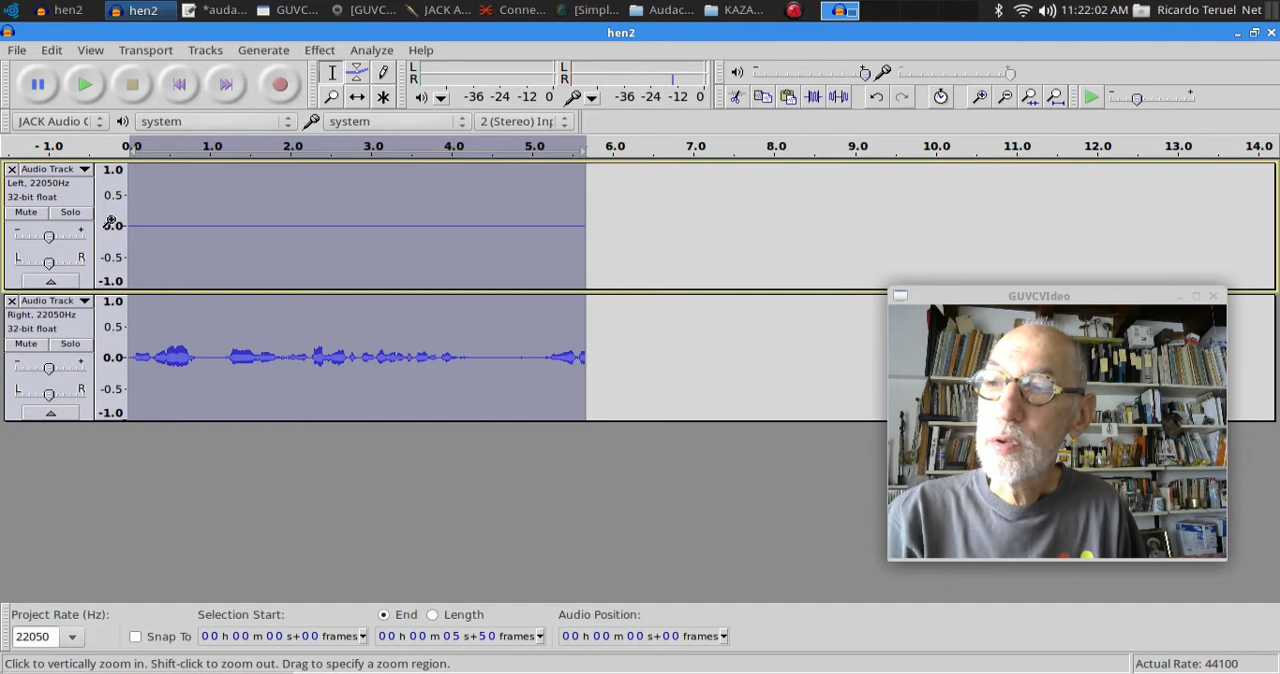 hen2
hen2
*auda...
GUVC...
[GUVC...
JACK A...
Conne...
[Simpl...
Audac...
KAZA...
11:22:02 AM
Ricardo Teruel Net
hen2
File Edit View Transport Tracks Generate Effect Analyze Help
L
R
-36 -24 -12 0
L
R
-36 -24 -12 0
JACK Audio C
system
system
2 (Stereo) Inp
- 1.0 0.0 1.0 2.0 3.0 4.0 5.0 6.0 7.0 8.0 9.0 10.0 11.0 12.0 13.0 14.0
Audio Track
Left, 22050Hz
32-bit float
Mute Solo
- +
L R
1.0
0.5
0.0
-0.5
-1.0
Audio Track
Right, 22050Hz
32-bit float
Mute Solo
- +
L R
1.0
0.5
0.0
-0.5
-1.0
GUVCVIdeo
Project Rate (Hz):
22050
Snap To
Selection Start:
00 h 00 m 00 s+00 frames
End Length
00 h 00 m 05 s+50 frames
Audio Position:
00 h 00 m 00 s+00 frames
Click to vertically zoom in. Shift-click to zoom out. Drag to specify a zoom region.
Actual Rate: 44100